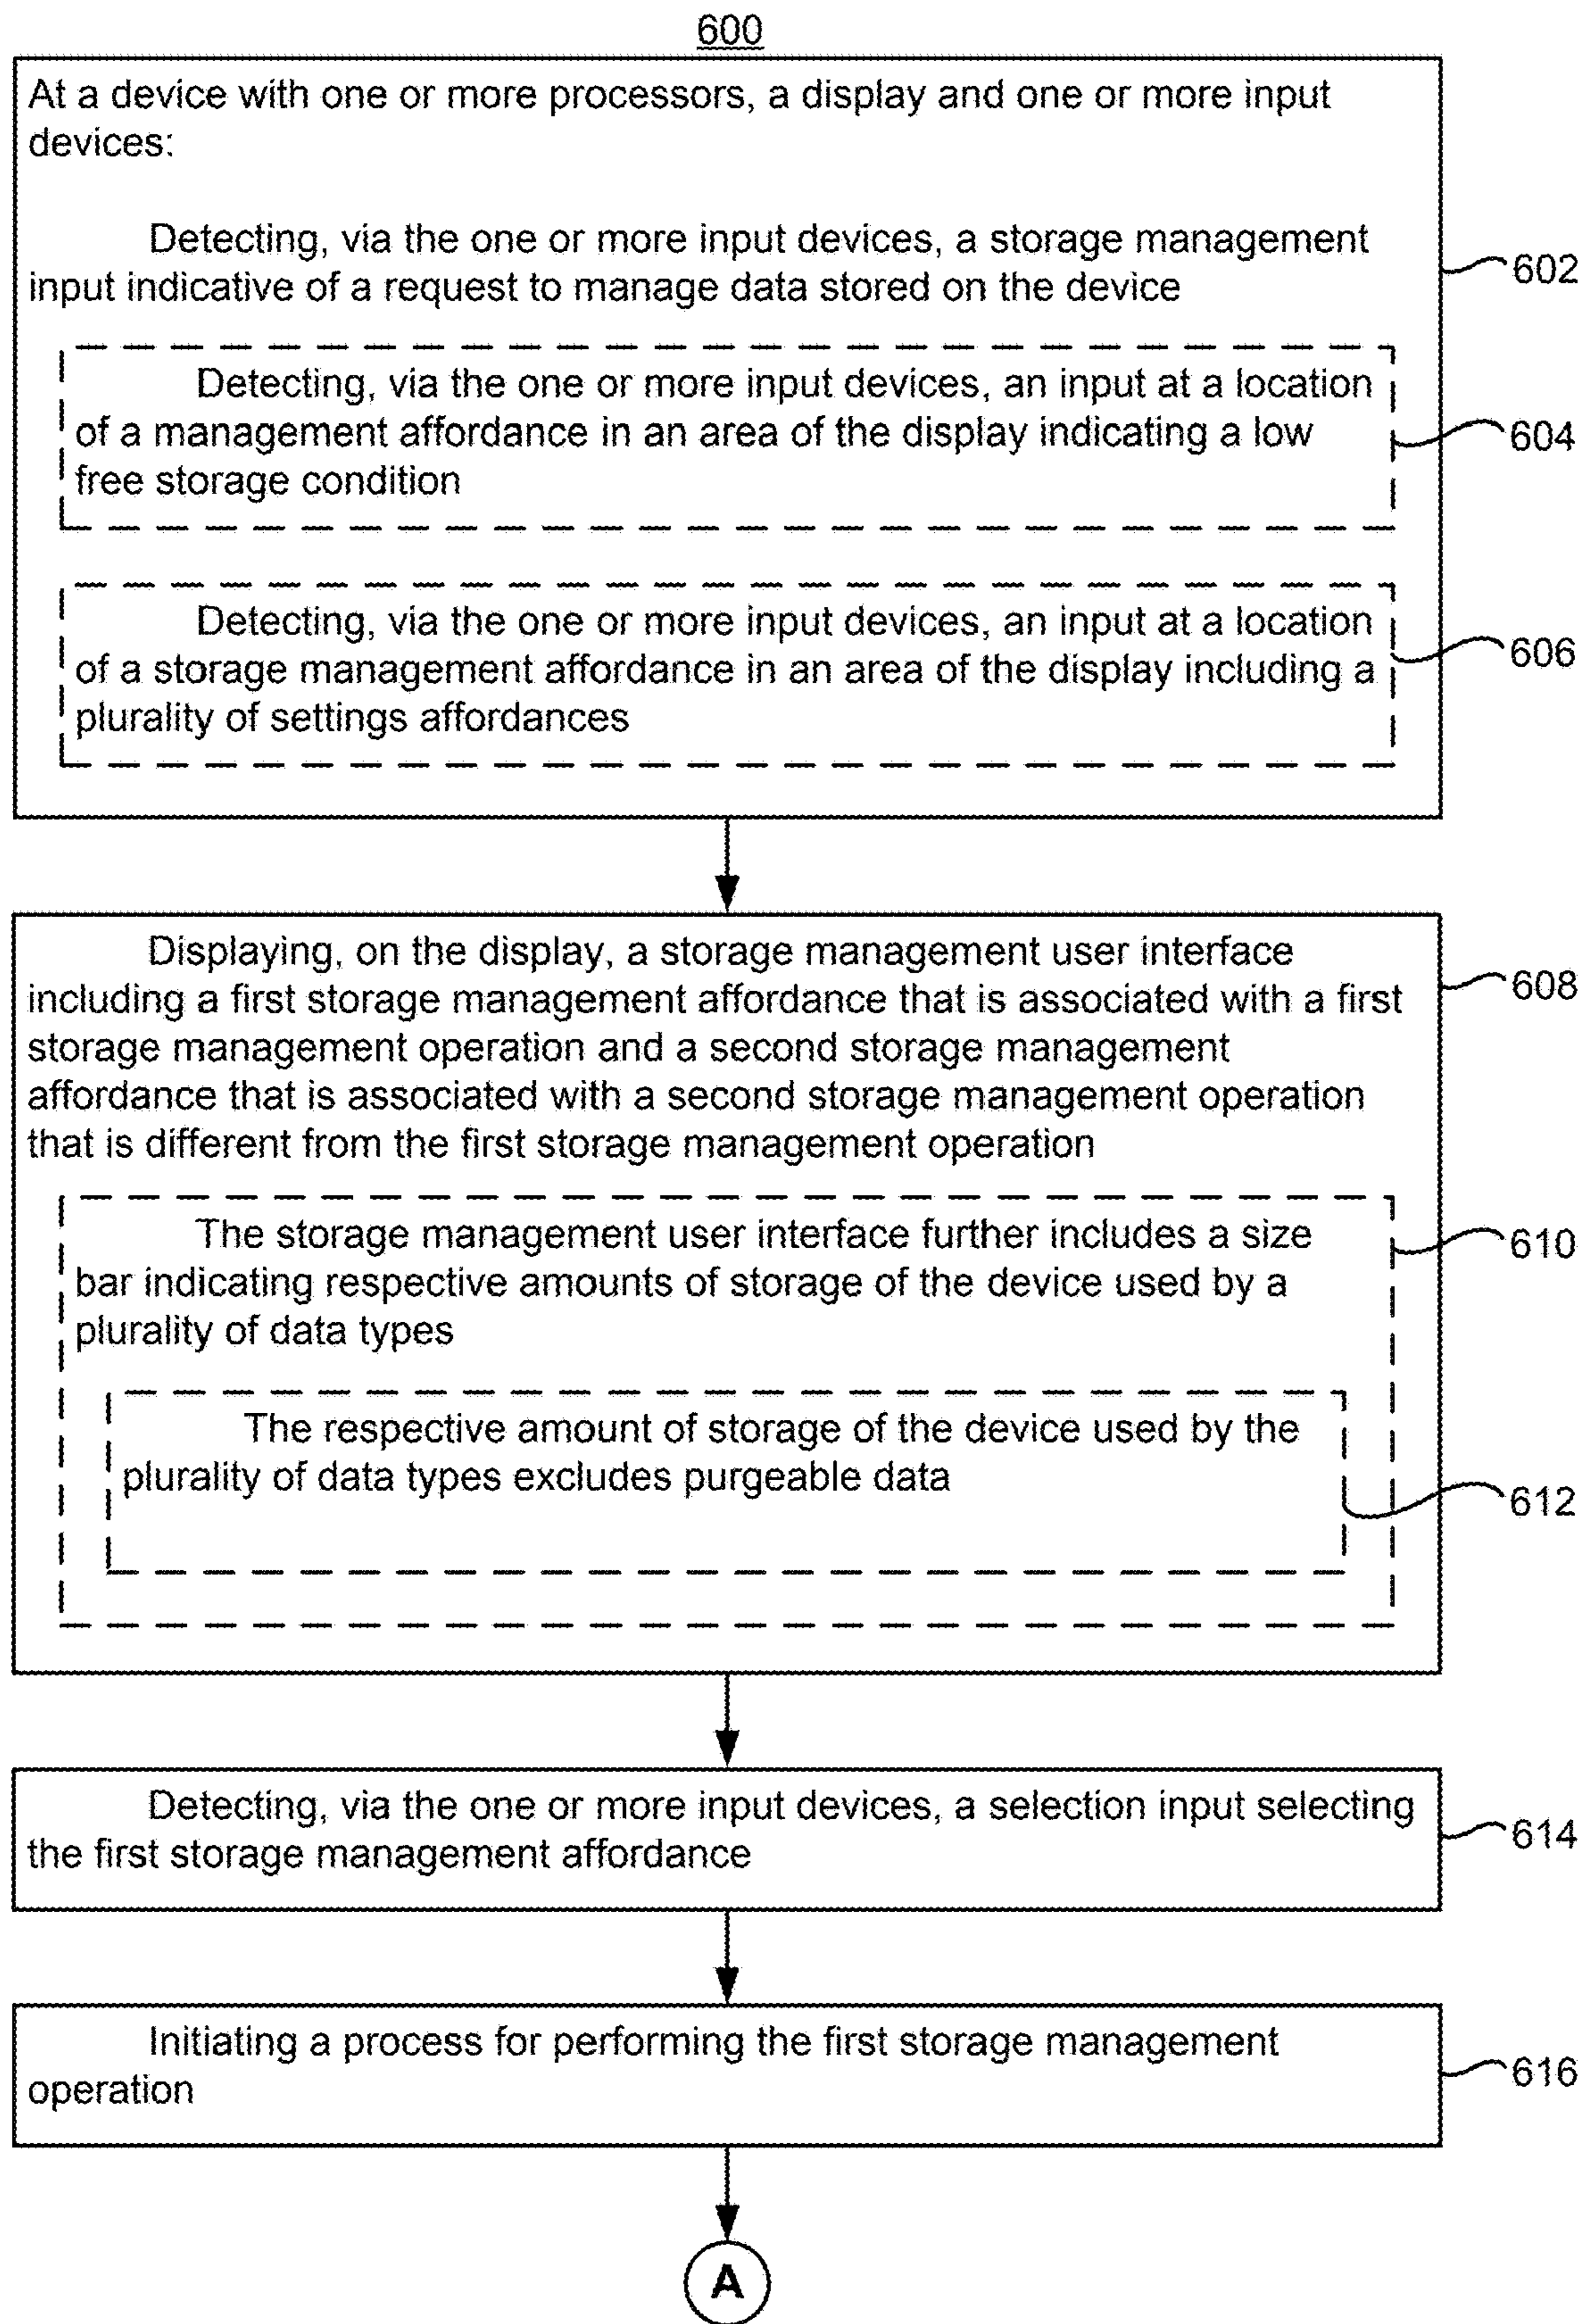 600
At a device with one or more processors, a display and one or more input
devices:
Detecting, via the one or more input devices, a storage management
input indicative of a request to manage data stored on the device
602
Detecting, via the one or more input devices, an input at a location
of a management affordance in an area of the display indicating a low
free storage condition
604
Detecting, via the one or more input devices, an input at a location
of a storage management affordance in an area of the display including a
plurality of settings affordances
606
Displaying, on the display, a storage management user interface
including a first storage management affordance that is associated with a first
storage management operation and a second storage management
affordance that is associated with a second storage management operation
that is different from the first storage management operation
608
The storage management user interface further includes a size
bar indicating respective amounts of storage of the device used by a
plurality of data types
610
The respective amount of storage of the device used by the
plurality of data types excludes purgeable data
612
Detecting, via the one or more input devices, a selection input selecting
the first storage management affordance
614
Initiating a process for performing the first storage management
operation
616
A